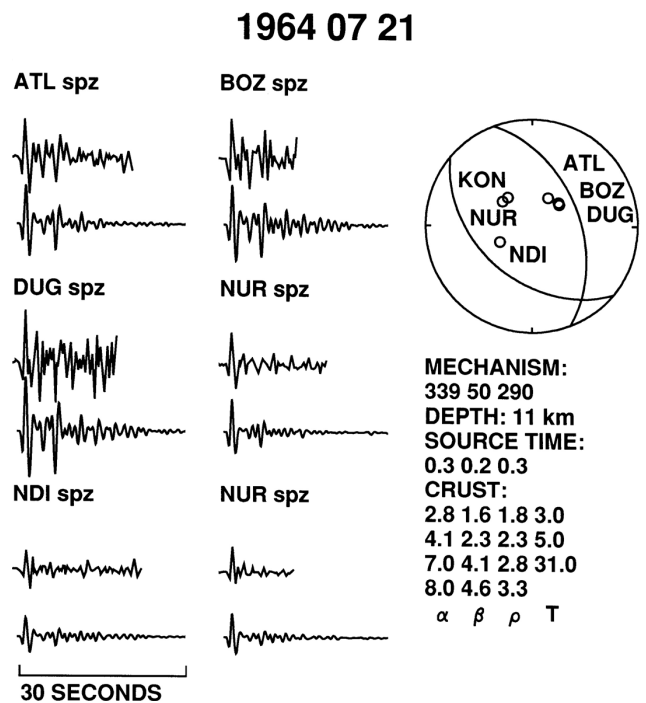 1964 07 21
ATL spz
BOZ spz
DUG spz
NUR spz
NDI spz
NUR spz
30 SECONDS
KON
NUR
NDI
ATL
BOZ
DUG
MECHANISM:
339 50 290
DEPTH: 11 km
SOURCE TIME:
0.3 0.2 0.3
CRUST:
2.8 1.6 1.8 3.0
4.1 2.3 2.3 5.0
7.0 4.1 2.8 31.0
8.0 4.6 3.3
α β ρ T